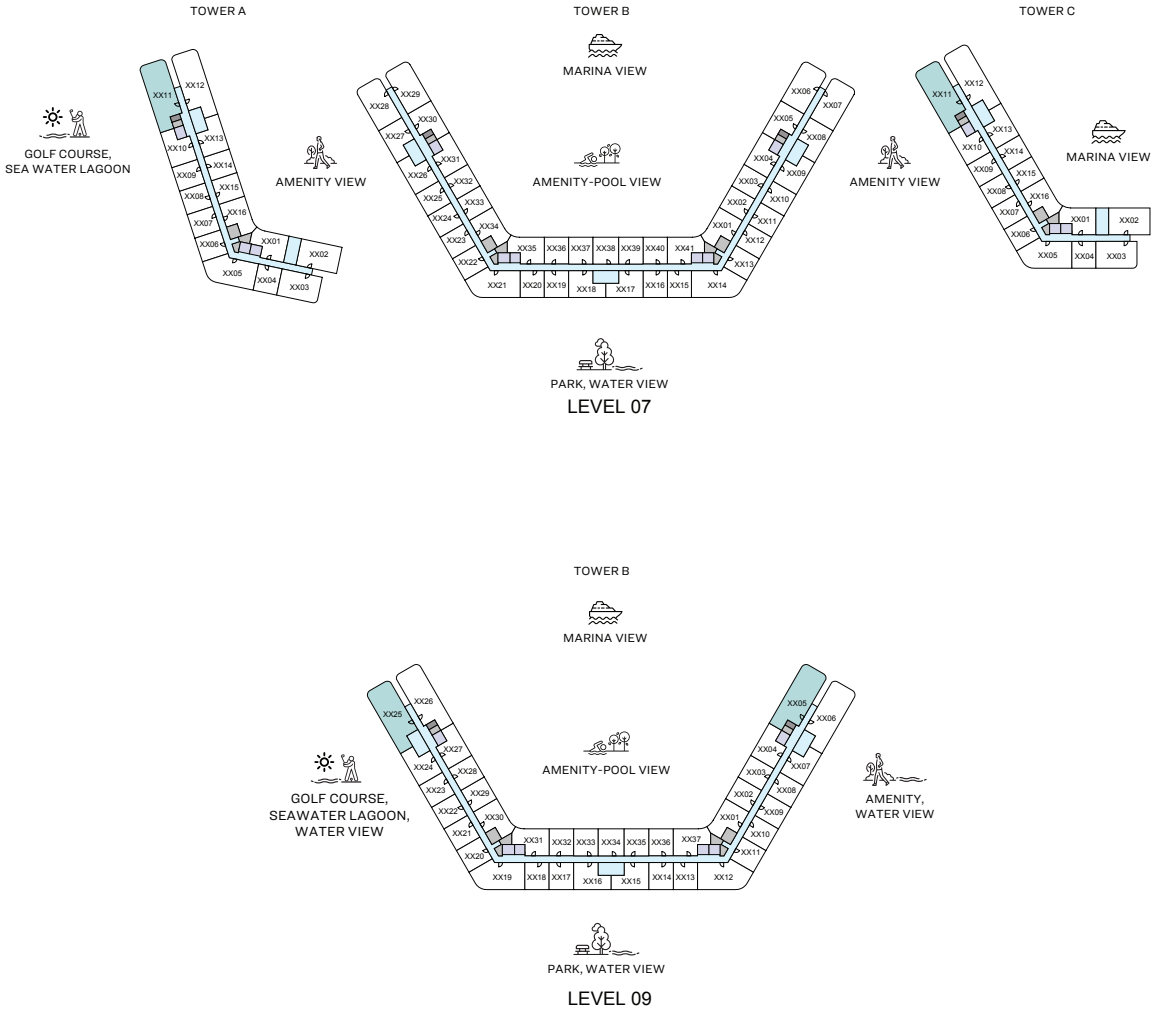 TOWER A
TOWER B
TOWER C
MARINA VIEW
GOLF COURSE,
SEA WATER LAGOON
AMENITY VIEW
AMENITY-POOL VIEW
AMENITY VIEW
MARINA VIEW
XX11
XX12
XX10
XX13
XX09
XX14
XX08
XX15
XX07
XX16
XX06
XX01
XX02
XX05
XX04
XX03
XX28
XX29
XX27
XX30
XX26
XX31
XX25
XX32
XX24
XX33
XX23
XX34
XX22
XX35
XX36
XX37
XX38
XX39
XX40
XX41
XX21
XX20
XX19
XX18
XX17
XX16
XX15
XX14
XX06
XX07
XX05
XX08
XX04
XX09
XX03
XX10
XX02
XX11
XX01
XX12
XX13
XX11
XX12
XX10
XX13
XX09
XX14
XX08
XX15
XX07
XX16
XX06
XX01
XX02
XX05
XX04
XX03
PARK, WATER VIEW
LEVEL 07
TOWER B
MARINA VIEW
AMENITY-POOL VIEW
GOLF COURSE,
SEAWATER LAGOON,
WATER VIEW
AMENITY,
WATER VIEW
XX25
XX26
XX24
XX27
XX23
XX28
XX22
XX29
XX21
XX30
XX20
XX31
XX32
XX33
XX34
XX35
XX36
XX37
XX19
XX18
XX17
XX16
XX15
XX14
XX13
XX12
XX05
XX06
XX04
XX07
XX03
XX08
XX02
XX09
XX01
XX10
XX11
PARK, WATER VIEW
LEVEL 09